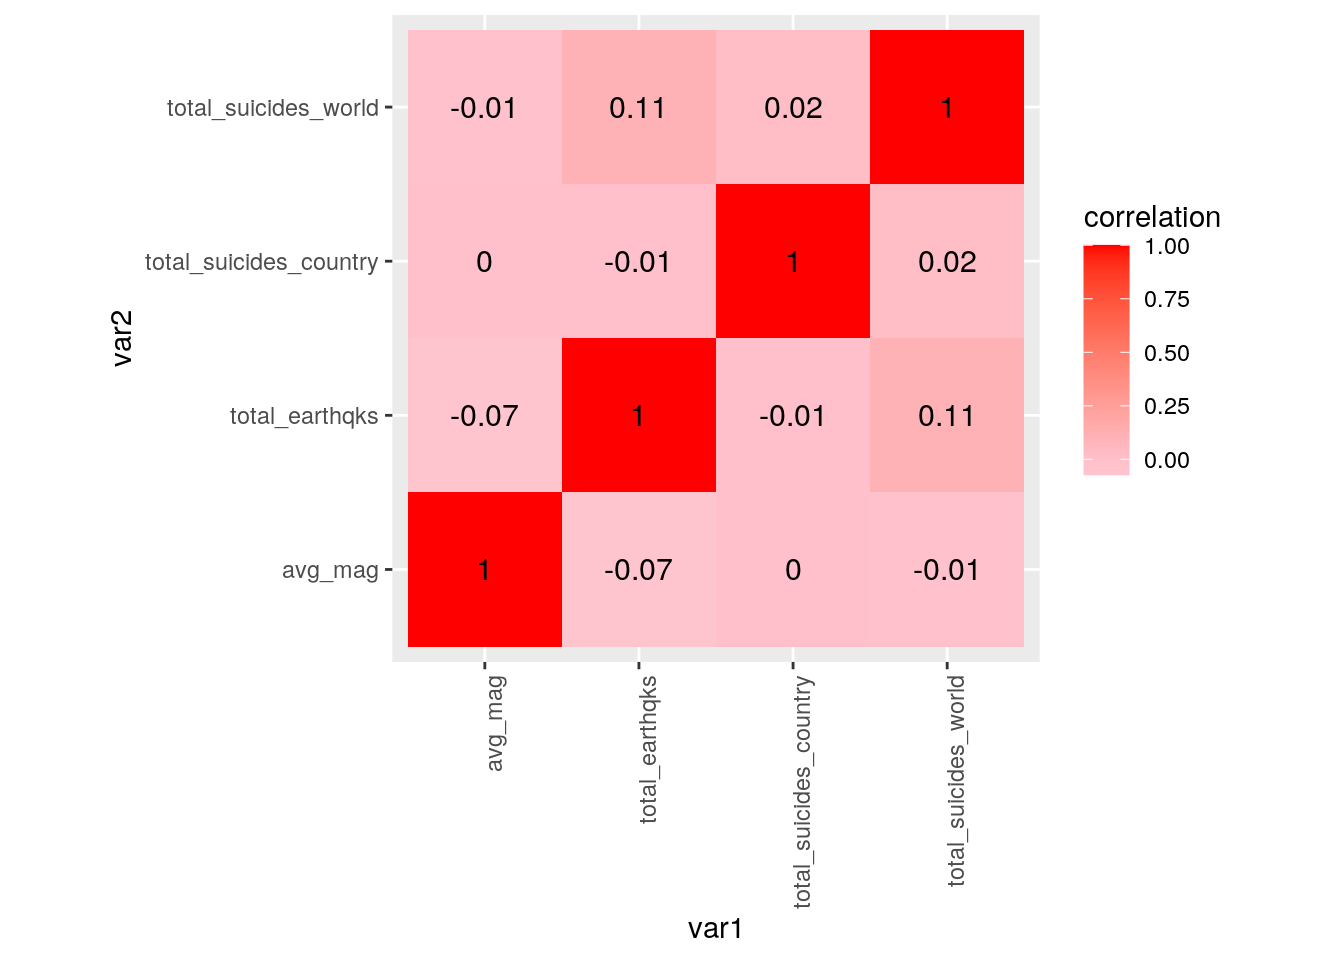 total_suicides_world
-0.01 0.11 0.02 1
total_suicides_country
0 -0.01 1 0.02
total_earthqks
-0.07 1 -0.01 0.11
avg_mag
1 -0.07 0 -0.01
var2
avg_mag
total_earthqks
total_suicides_country
total_suicides_world
var1
correlation
1.00
0.75
0.50
0.25
0.00